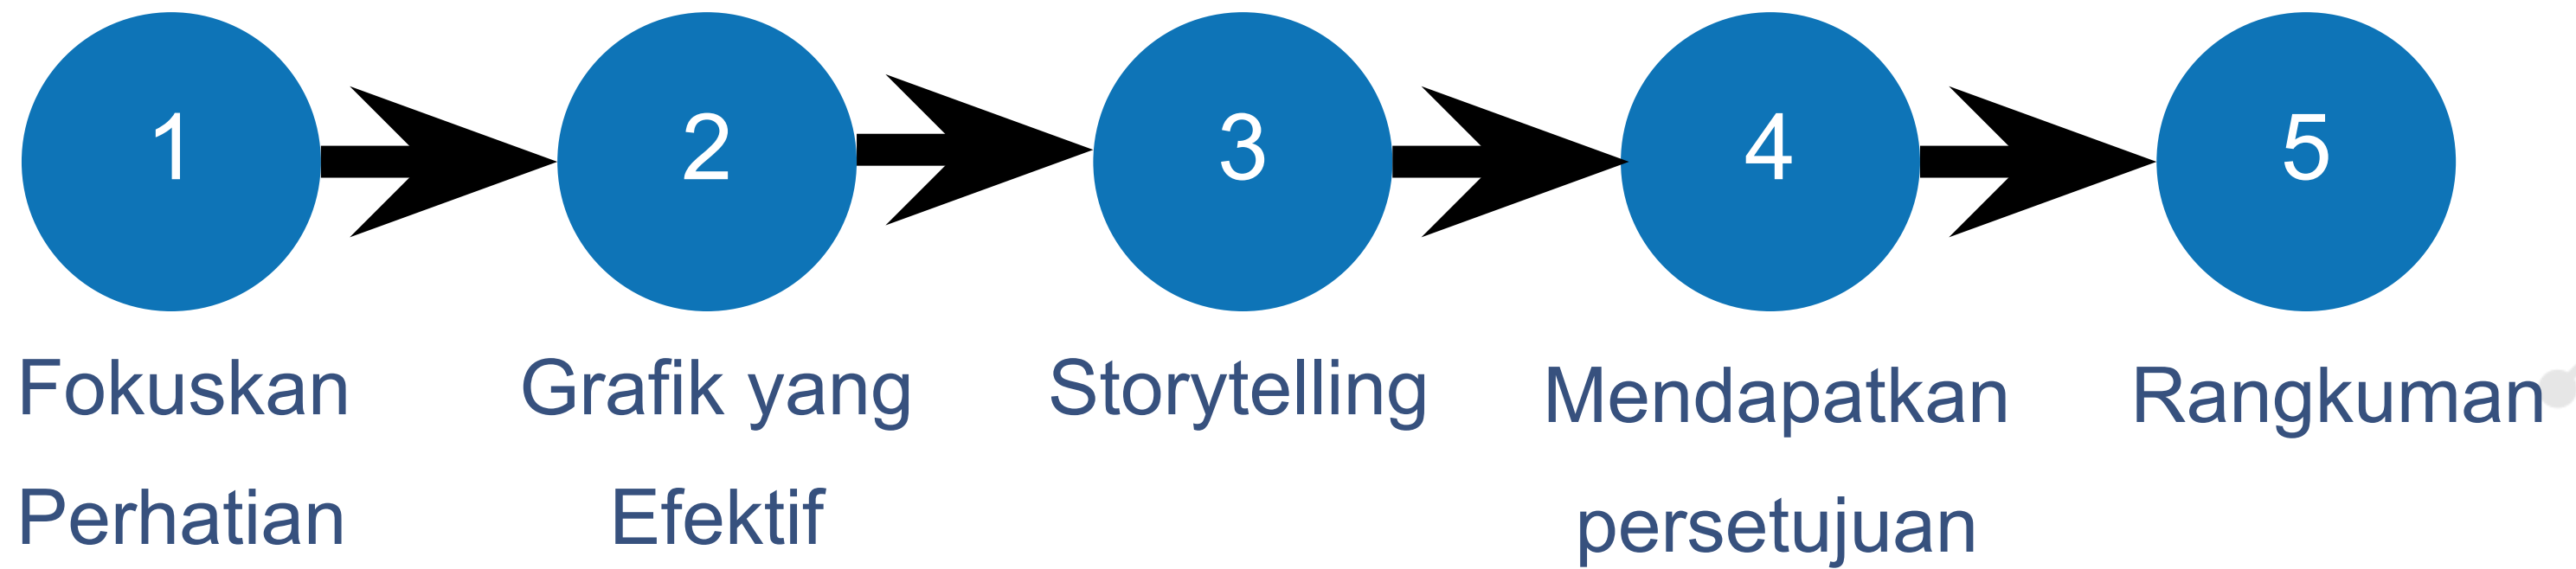 1
2
3
4
5
Fokuskan
Perhatian
Grafik yang
Efektif
Storytelling
Mendapatkan
persetujuan
Rangkuman